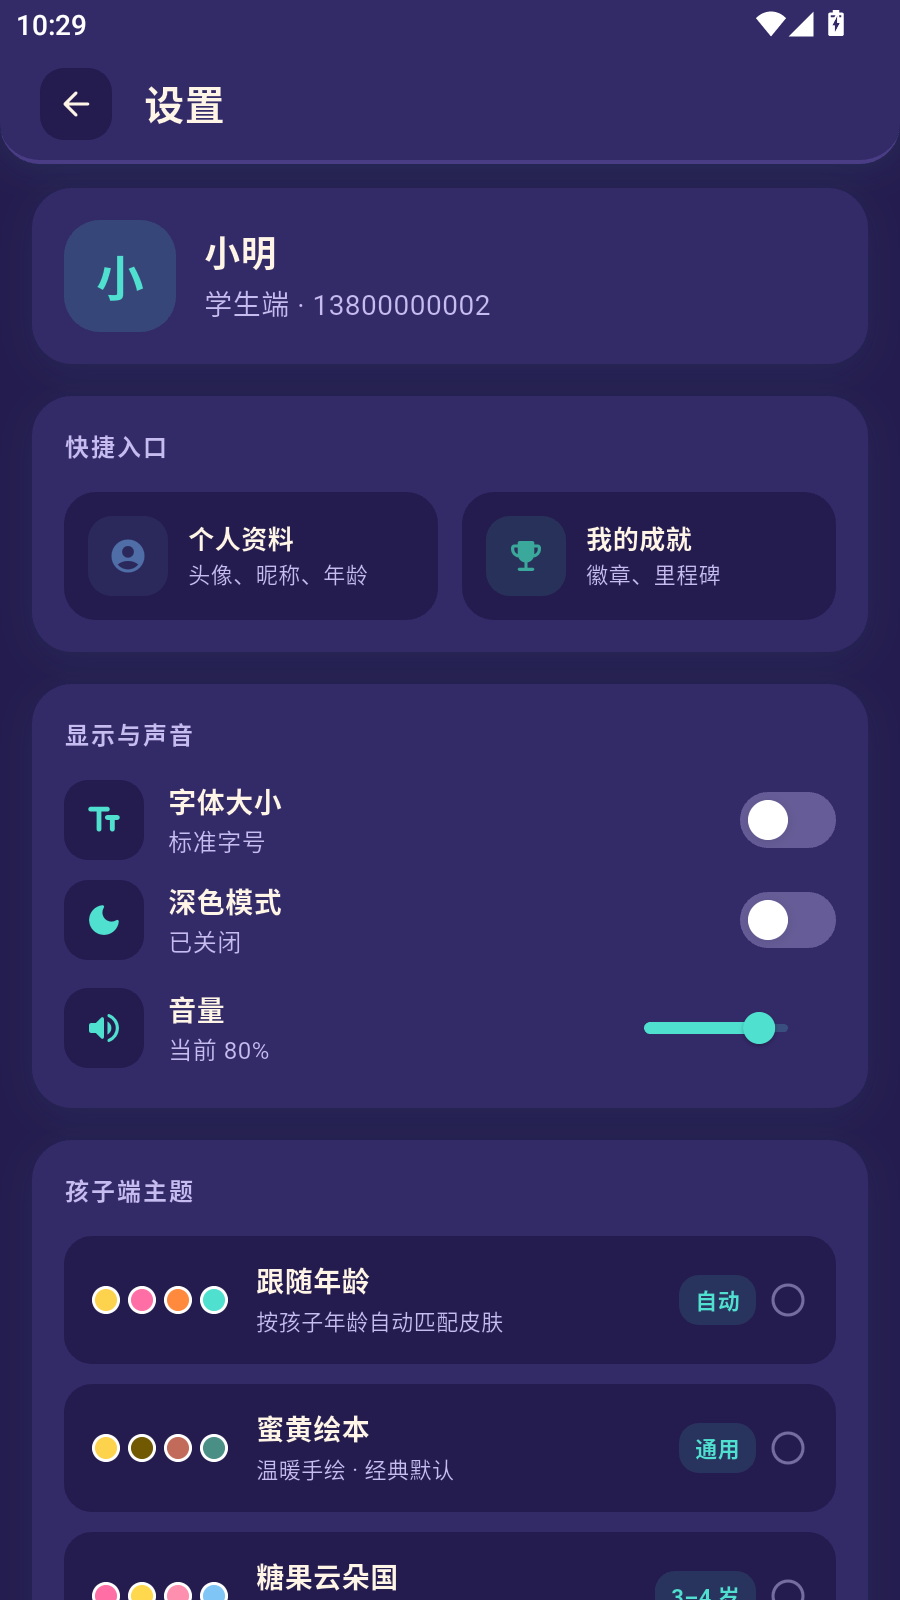 10:29
设置
小
小明
学生端 · 13800000002
快捷入口
个人资料
头像、昵称、年龄
我的成就
徽章、里程碑
显示与声音
字体大小
标准字号
深色模式
已关闭
音量
当前 80%
孩子端主题
跟随年龄
按孩子年龄自动匹配皮肤
自动
蜜黄绘本
温暖手绘 · 经典默认
通用
糖果云朵国
3–4 岁